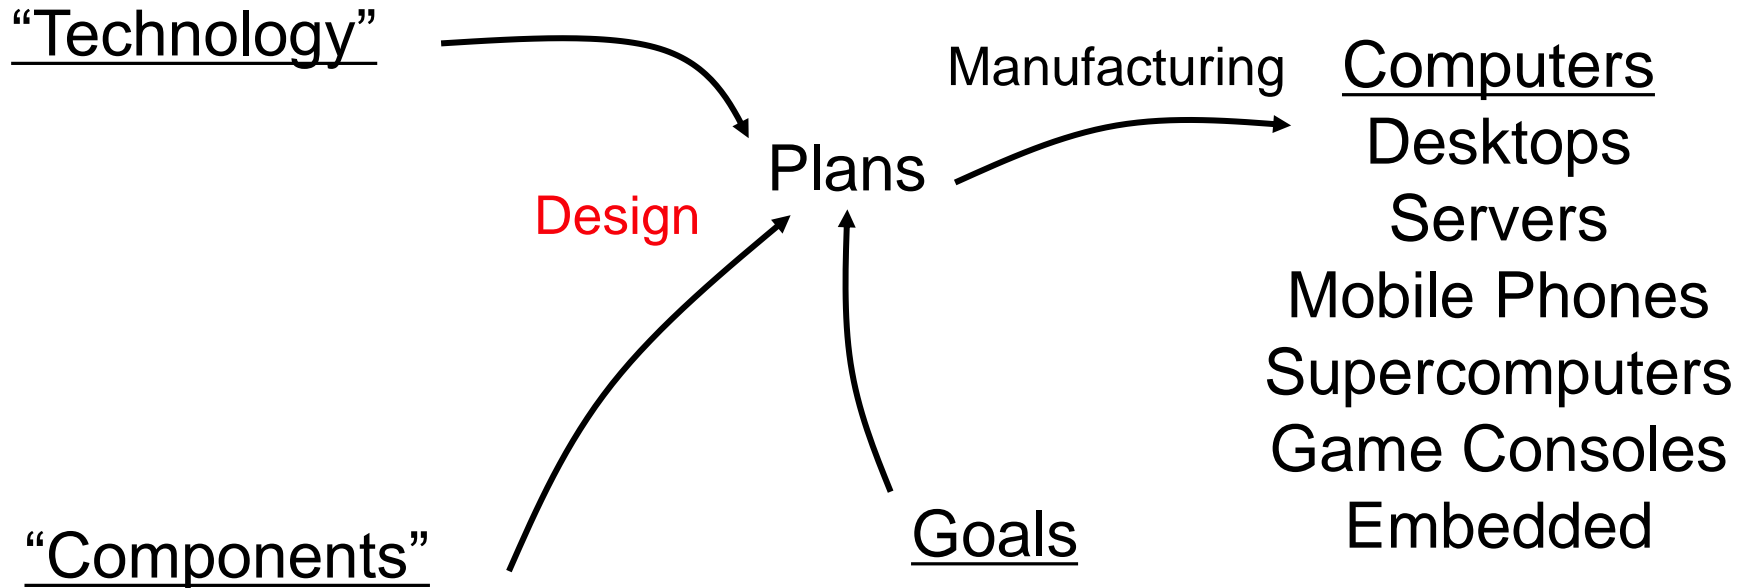 “Technology”
Manufacturing
Computers
Desktops
Plans
Design
Servers
Mobile Phones
Supercomputers
Game Consoles
Embedded
Goals
“Components”